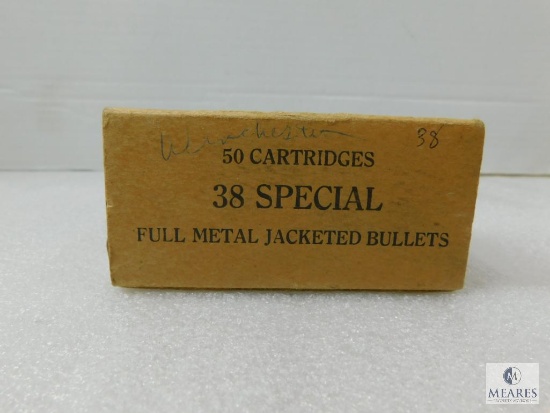 Winchester 38
50 CARTRIDGES
38 SPECIAL
FULL METAL JACKETED BULLETS
M
MEARES